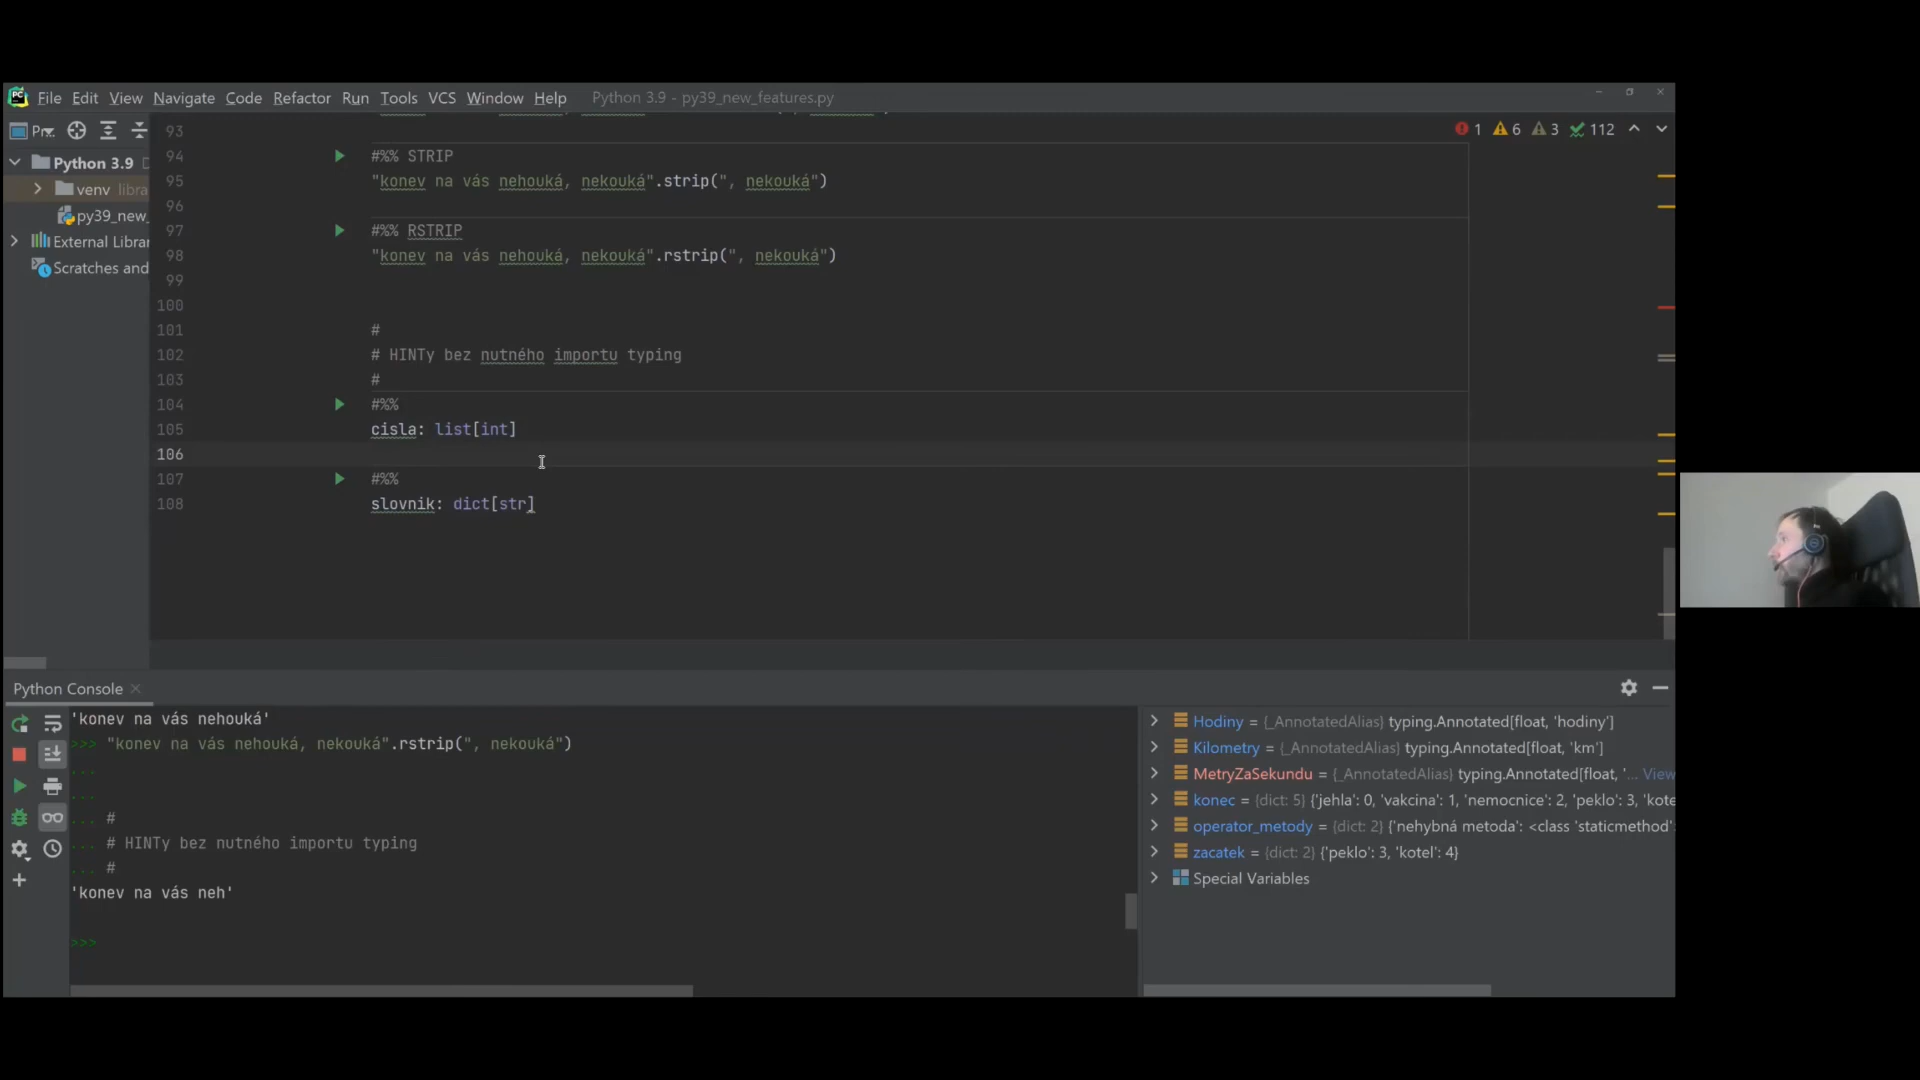 File Edit View Navigate Code Refactor Run Tools VCS Window Help Python 3.9 - py39_new_features.py
Pr.. 1 6 3 112
Python 3.9
venv libra
py39_new_
External Librar
Scratches and
93
94 #%% STRIP
95 "konev na vás nehouká, nekouká".strip(", nekouká")
96
97 #%% RSTRIP
98 "konev na vás nehouká, nekouká".rstrip(", nekouká")
99
100
101 #
102 # HINTy bez nutného importu typing
103 #
104 #%%
105 cisla: list[int]
106
107 #%%
108 slovnik: dict[str]
Python Console
'konev na vás nehouká'
>>> "konev na vás nehouká, nekouká".rstrip(", nekouká")
...
...
... #
... # HINTy bez nutného importu typing
... #
'konev na vás neh'
>>>
Hodiny = {_AnnotatedAlias} typing.Annotated[float, 'hodiny']
Kilometry = {_AnnotatedAlias} typing.Annotated[float, 'km']
MetryZaSekundu = {_AnnotatedAlias} typing.Annotated[float, '... View
konec = {dict: 5} {'jehla': 0, 'vakcina': 1, 'nemocnice': 2, 'peklo': 3, 'kote
operator_metody = {dict: 2} {'nehybná metoda': <class 'staticmethod'
zacatek = {dict: 2} {'peklo': 3, 'kotel': 4}
Special Variables